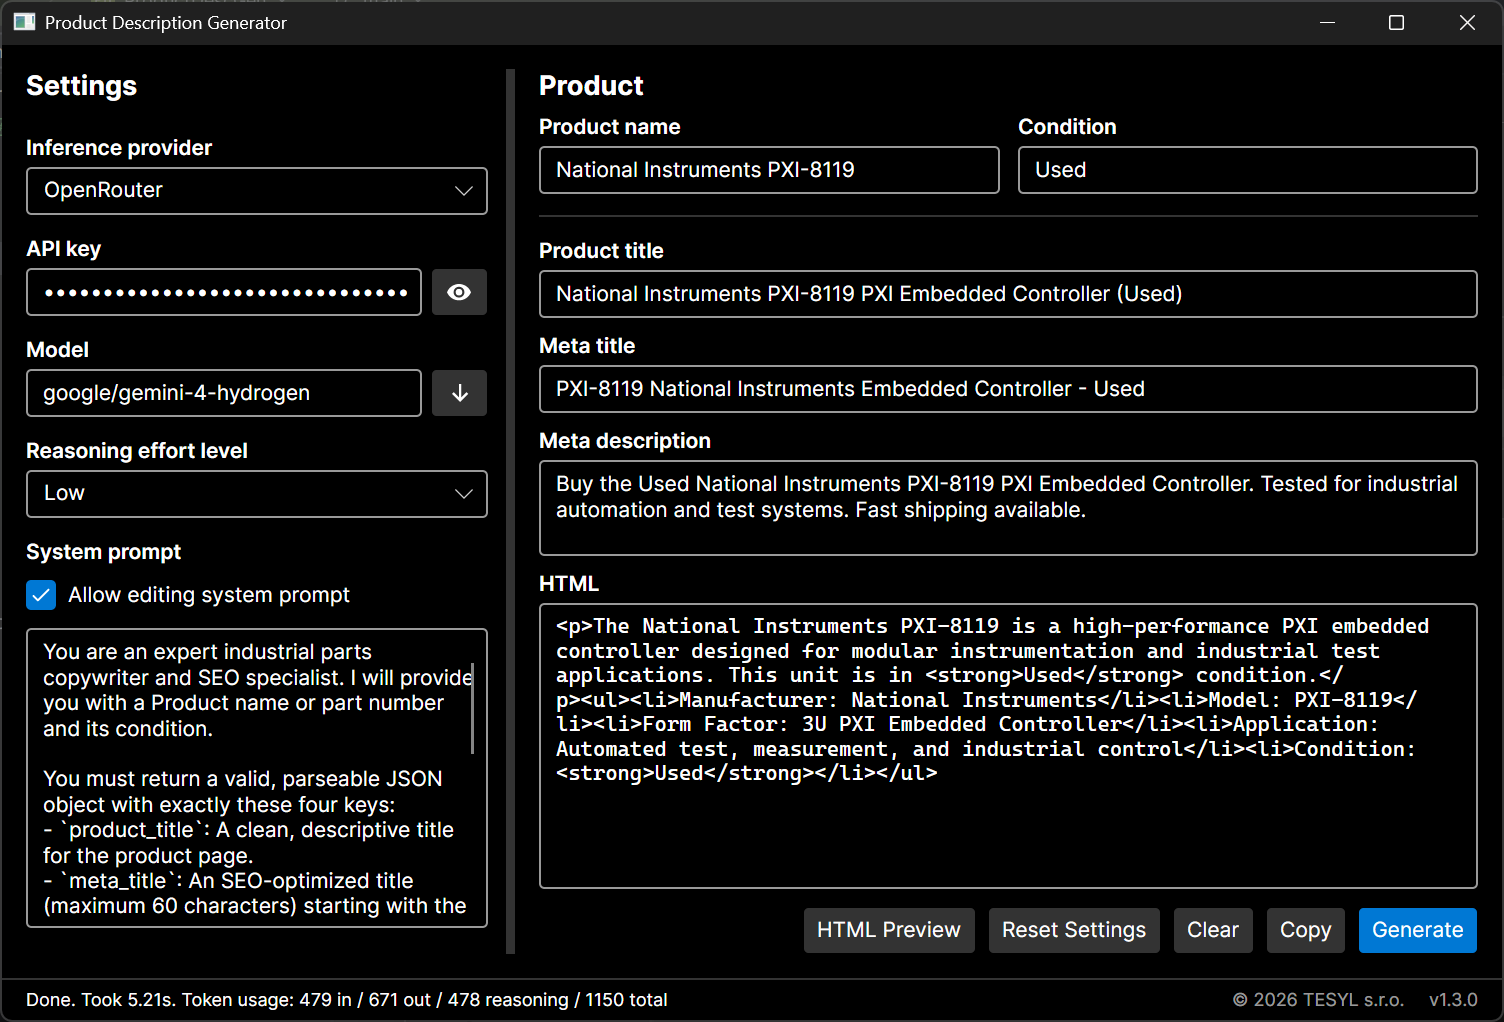 Product Description Generator
Settings
Inference provider
OpenRouter
API key
Model
google/gemini-4-hydrogen
Reasoning effort level
Low
System prompt
Allow editing system prompt
You are an expert industrial parts
copywriter and SEO specialist. I will provide
you with a Product name or part number
and its condition.
You must return a valid, parseable JSON
object with exactly these four keys:
- `product_title`: A clean, descriptive title
for the product page.
- `meta_title`: An SEO-optimized title
(maximum 60 characters) starting with the
Product
Product name
National Instruments PXI-8119
Condition
Used
Product title
National Instruments PXI-8119 PXI Embedded Controller (Used)
Meta title
PXI-8119 National Instruments Embedded Controller - Used
Meta description
Buy the Used National Instruments PXI-8119 PXI Embedded Controller. Tested for industrial
automation and test systems. Fast shipping available.
HTML
<p>The National Instruments PXI-8119 is a high-performance PXI embedded
controller designed for modular instrumentation and industrial test
applications. This unit is in <strong>Used</strong> condition.</
p><ul><li>Manufacturer: National Instruments</li><li>Model: PXI-8119</
li><li>Form Factor: 3U PXI Embedded Controller</li><li>Application:
Automated test, measurement, and industrial control</li><li>Condition:
<strong>Used</strong></li></ul>
HTML Preview
Reset Settings
Clear
Copy
Generate
Done. Took 5.21s. Token usage: 479 in / 671 out / 478 reasoning / 1150 total
© 2026 TESYL s.r.o.
v1.3.0